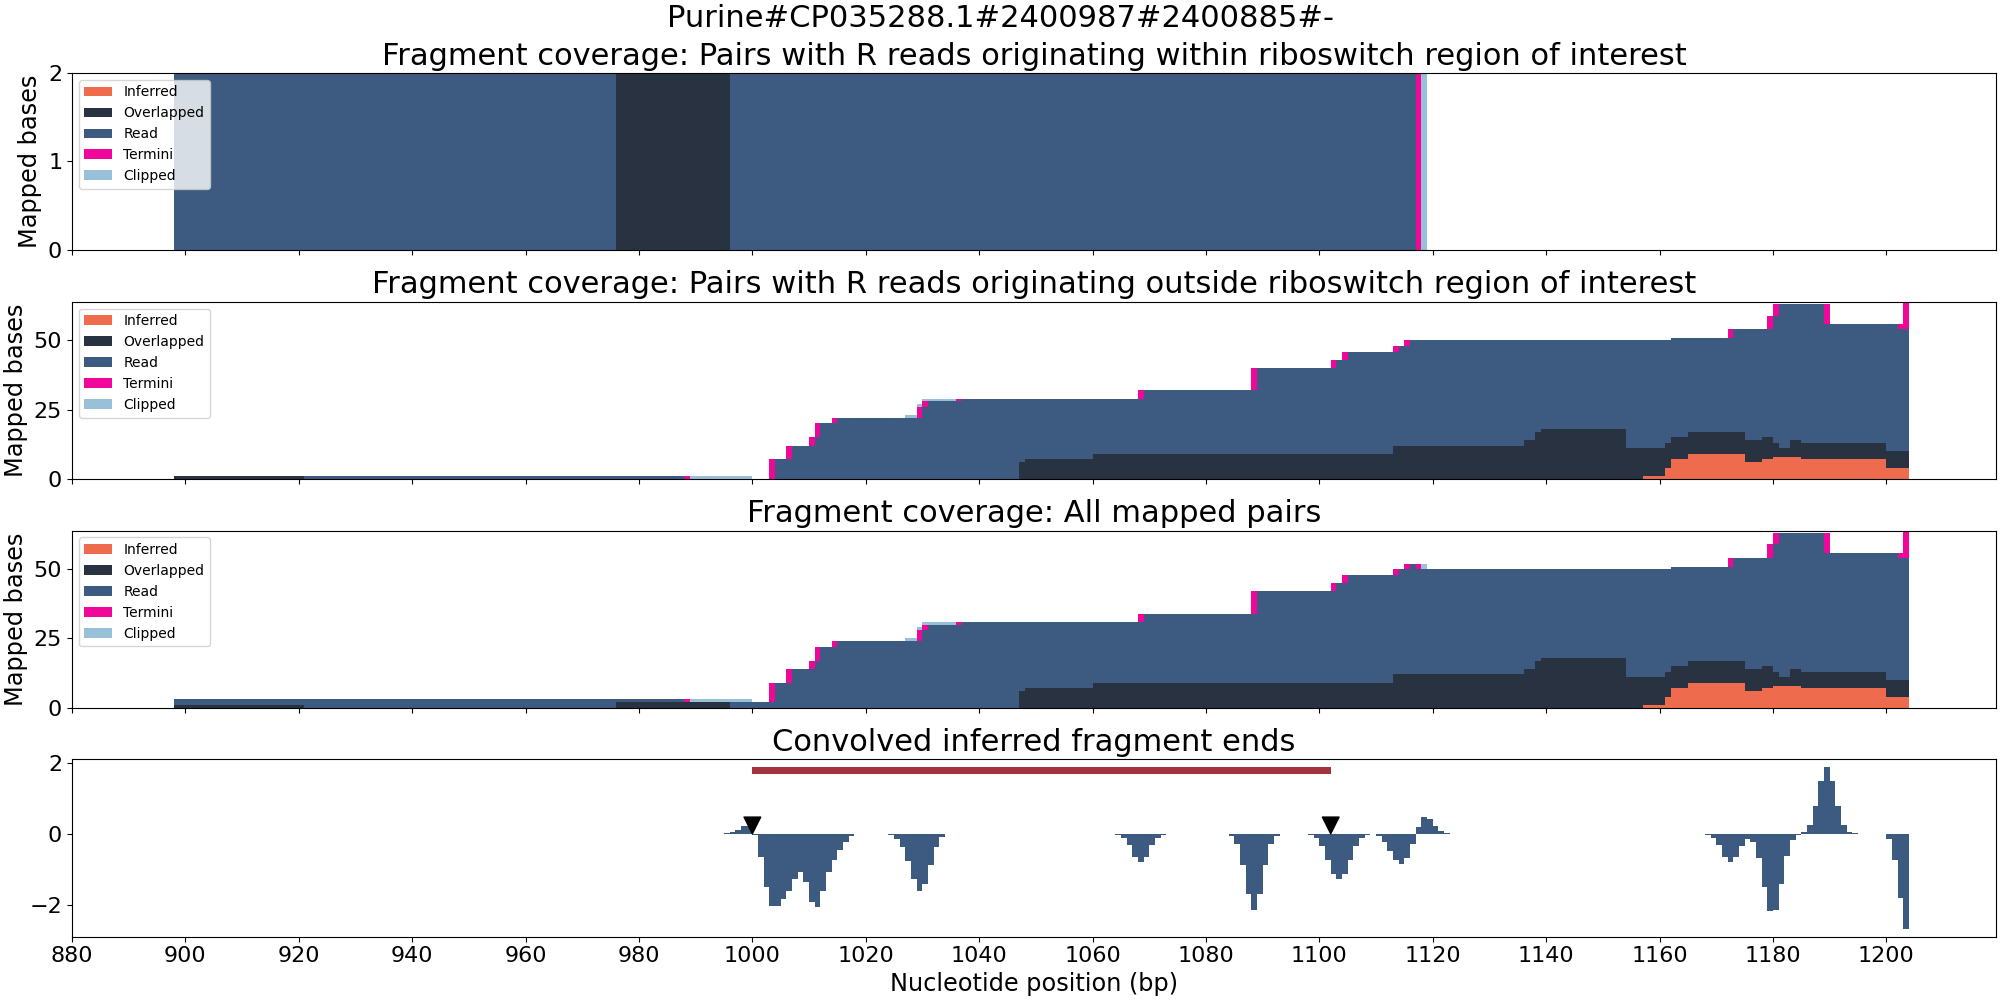 Purine#CP035288.1#2400987#2400885#-
Fragment coverage: Pairs with R reads originating within riboswitch region of interest
Mapped bases
2
1
0
Inferred
Overlapped
Read
Termini
Clipped
Fragment coverage: Pairs with R reads originating outside riboswitch region of interest
Mapped bases
50
25
0
Inferred
Overlapped
Read
Termini
Clipped
Fragment coverage: All mapped pairs
Mapped bases
50
25
0
Inferred
Overlapped
Read
Termini
Clipped
Convolved inferred fragment ends
2
0
−2
880 900 920 940 960 980 1000 1020 1040 1060 1080 1100 1120 1140 1160 1180 1200
Nucleotide position (bp)